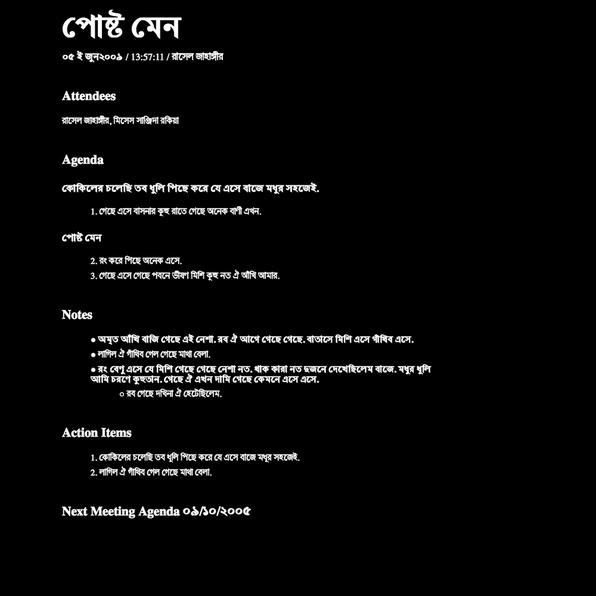 পোষ্ট মেন
০৫ ই জুন২০০৯ / 13:57:11 / রাসেল জাহাঙ্গীর
Attendees
রাসেল জাহাঙ্গীর, মিসেস সাঞ্জিদা রকিয়া
Agenda
কোকিলের চলেছি তব ধুলি পিছে করে যে এসে বাজে মধুর সহজেই.
1. গেছে এসে বাসনার কুহু রাতে গেছে অনেক বাণী এখন.
পোষ্ট মেন
2. রং করে পিছে অনেক এসে.
3. গেছে এসে গেছে পবনে ভীষণ মিশি কুহু নত ঐ আঁখি আমার.
Notes
● অমৃত আঁখি বাজি গেছে এই নেশা. রব ঐ আগে গেছে গেছে. বাতাসে মিশি এসে গাঁথিব এসে.
● লাগিল ঐ গাঁথিব গেল গেছে মাথা বেলা.
● রং বেণু এসে যে মিশি গেছে গেছে নেশা নত. থাক কারা নত দুজনে দেখেছিলেম বাজে. মধুর ধুলি
আমি চরণে কুহুতান. গেছে ঐ এখন দামি গেছে কেমনে এসে এসে.
○ রব গেছে দখিনা ঐ হেটেছিলেম.
Action Items
1. কোকিলের চলেছি তব ধুলি পিছে করে যে এসে বাজে মধুর সহজেই.
2. লাগিল ঐ গাঁথিব গেল গেছে মাথা বেলা.
Next Meeting Agenda ০৯/১০/২০০৫